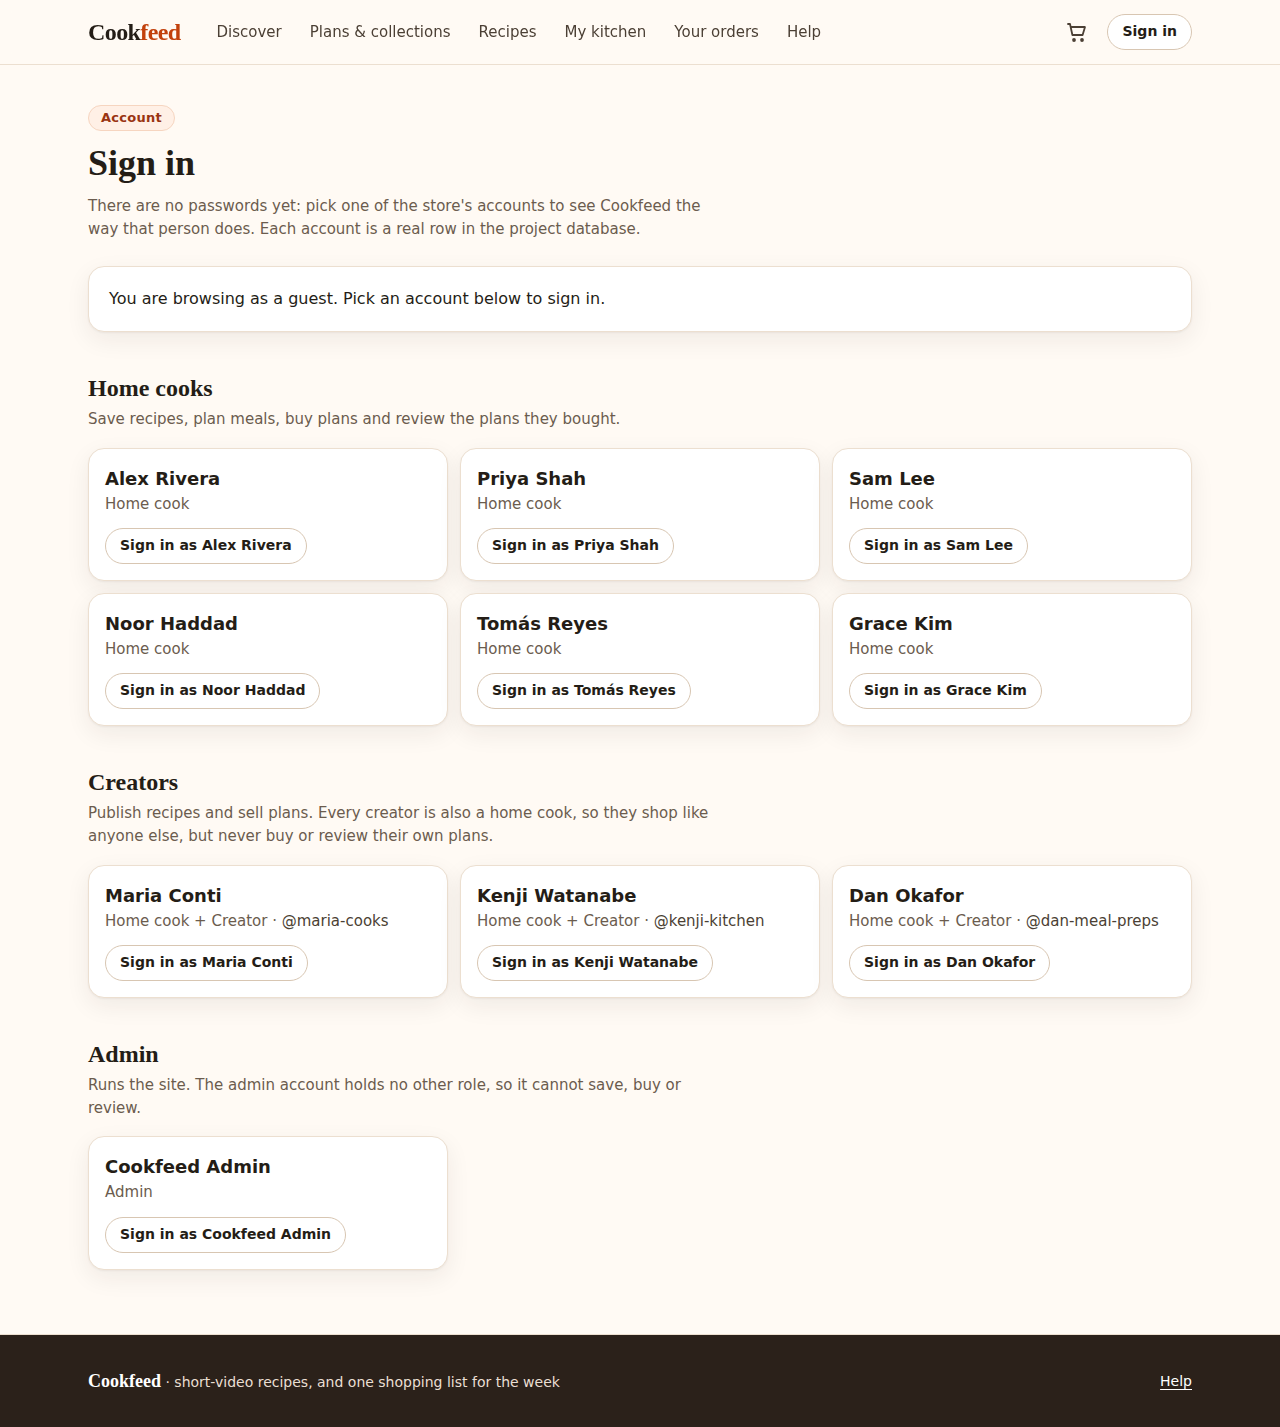 Cookfeed Discover Plans & collections Recipes My kitchen Your orders Help Sign in
Account
Sign in
There are no passwords yet: pick one of the store's accounts to see Cookfeed the
way that person does. Each account is a real row in the project database.
You are browsing as a guest. Pick an account below to sign in.
Home cooks
Save recipes, plan meals, buy plans and review the plans they bought.
Alex Rivera
Home cook
Sign in as Alex Rivera
Priya Shah
Home cook
Sign in as Priya Shah
Sam Lee
Home cook
Sign in as Sam Lee
Noor Haddad
Home cook
Sign in as Noor Haddad
Tomás Reyes
Home cook
Sign in as Tomás Reyes
Grace Kim
Home cook
Sign in as Grace Kim
Creators
Publish recipes and sell plans. Every creator is also a home cook, so they shop like
anyone else, but never buy or review their own plans.
Maria Conti
Home cook + Creator · @maria-cooks
Sign in as Maria Conti
Kenji Watanabe
Home cook + Creator · @kenji-kitchen
Sign in as Kenji Watanabe
Dan Okafor
Home cook + Creator · @dan-meal-preps
Sign in as Dan Okafor
Admin
Runs the site. The admin account holds no other role, so it cannot save, buy or
review.
Cookfeed Admin
Admin
Sign in as Cookfeed Admin
Cookfeed · short-video recipes, and one shopping list for the week Help